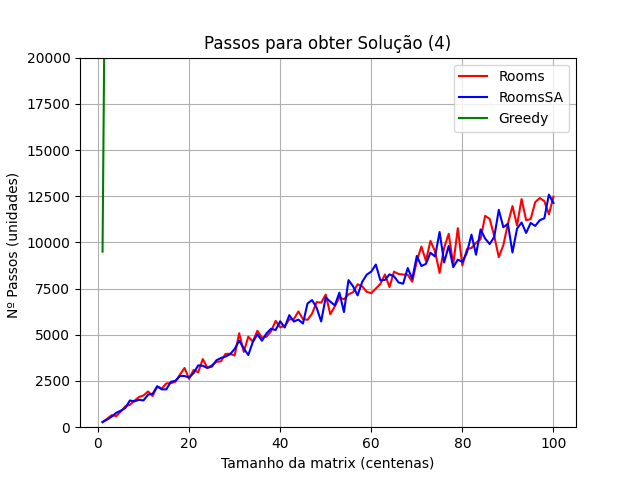 Passos para obter Solução (4)
Nº Passos (unidades)
20000
17500
15000
12500
10000
7500
5000
2500
0
Rooms
RoomsSA
Greedy
0 20 40 60 80 100
Tamanho da matrix (centenas)